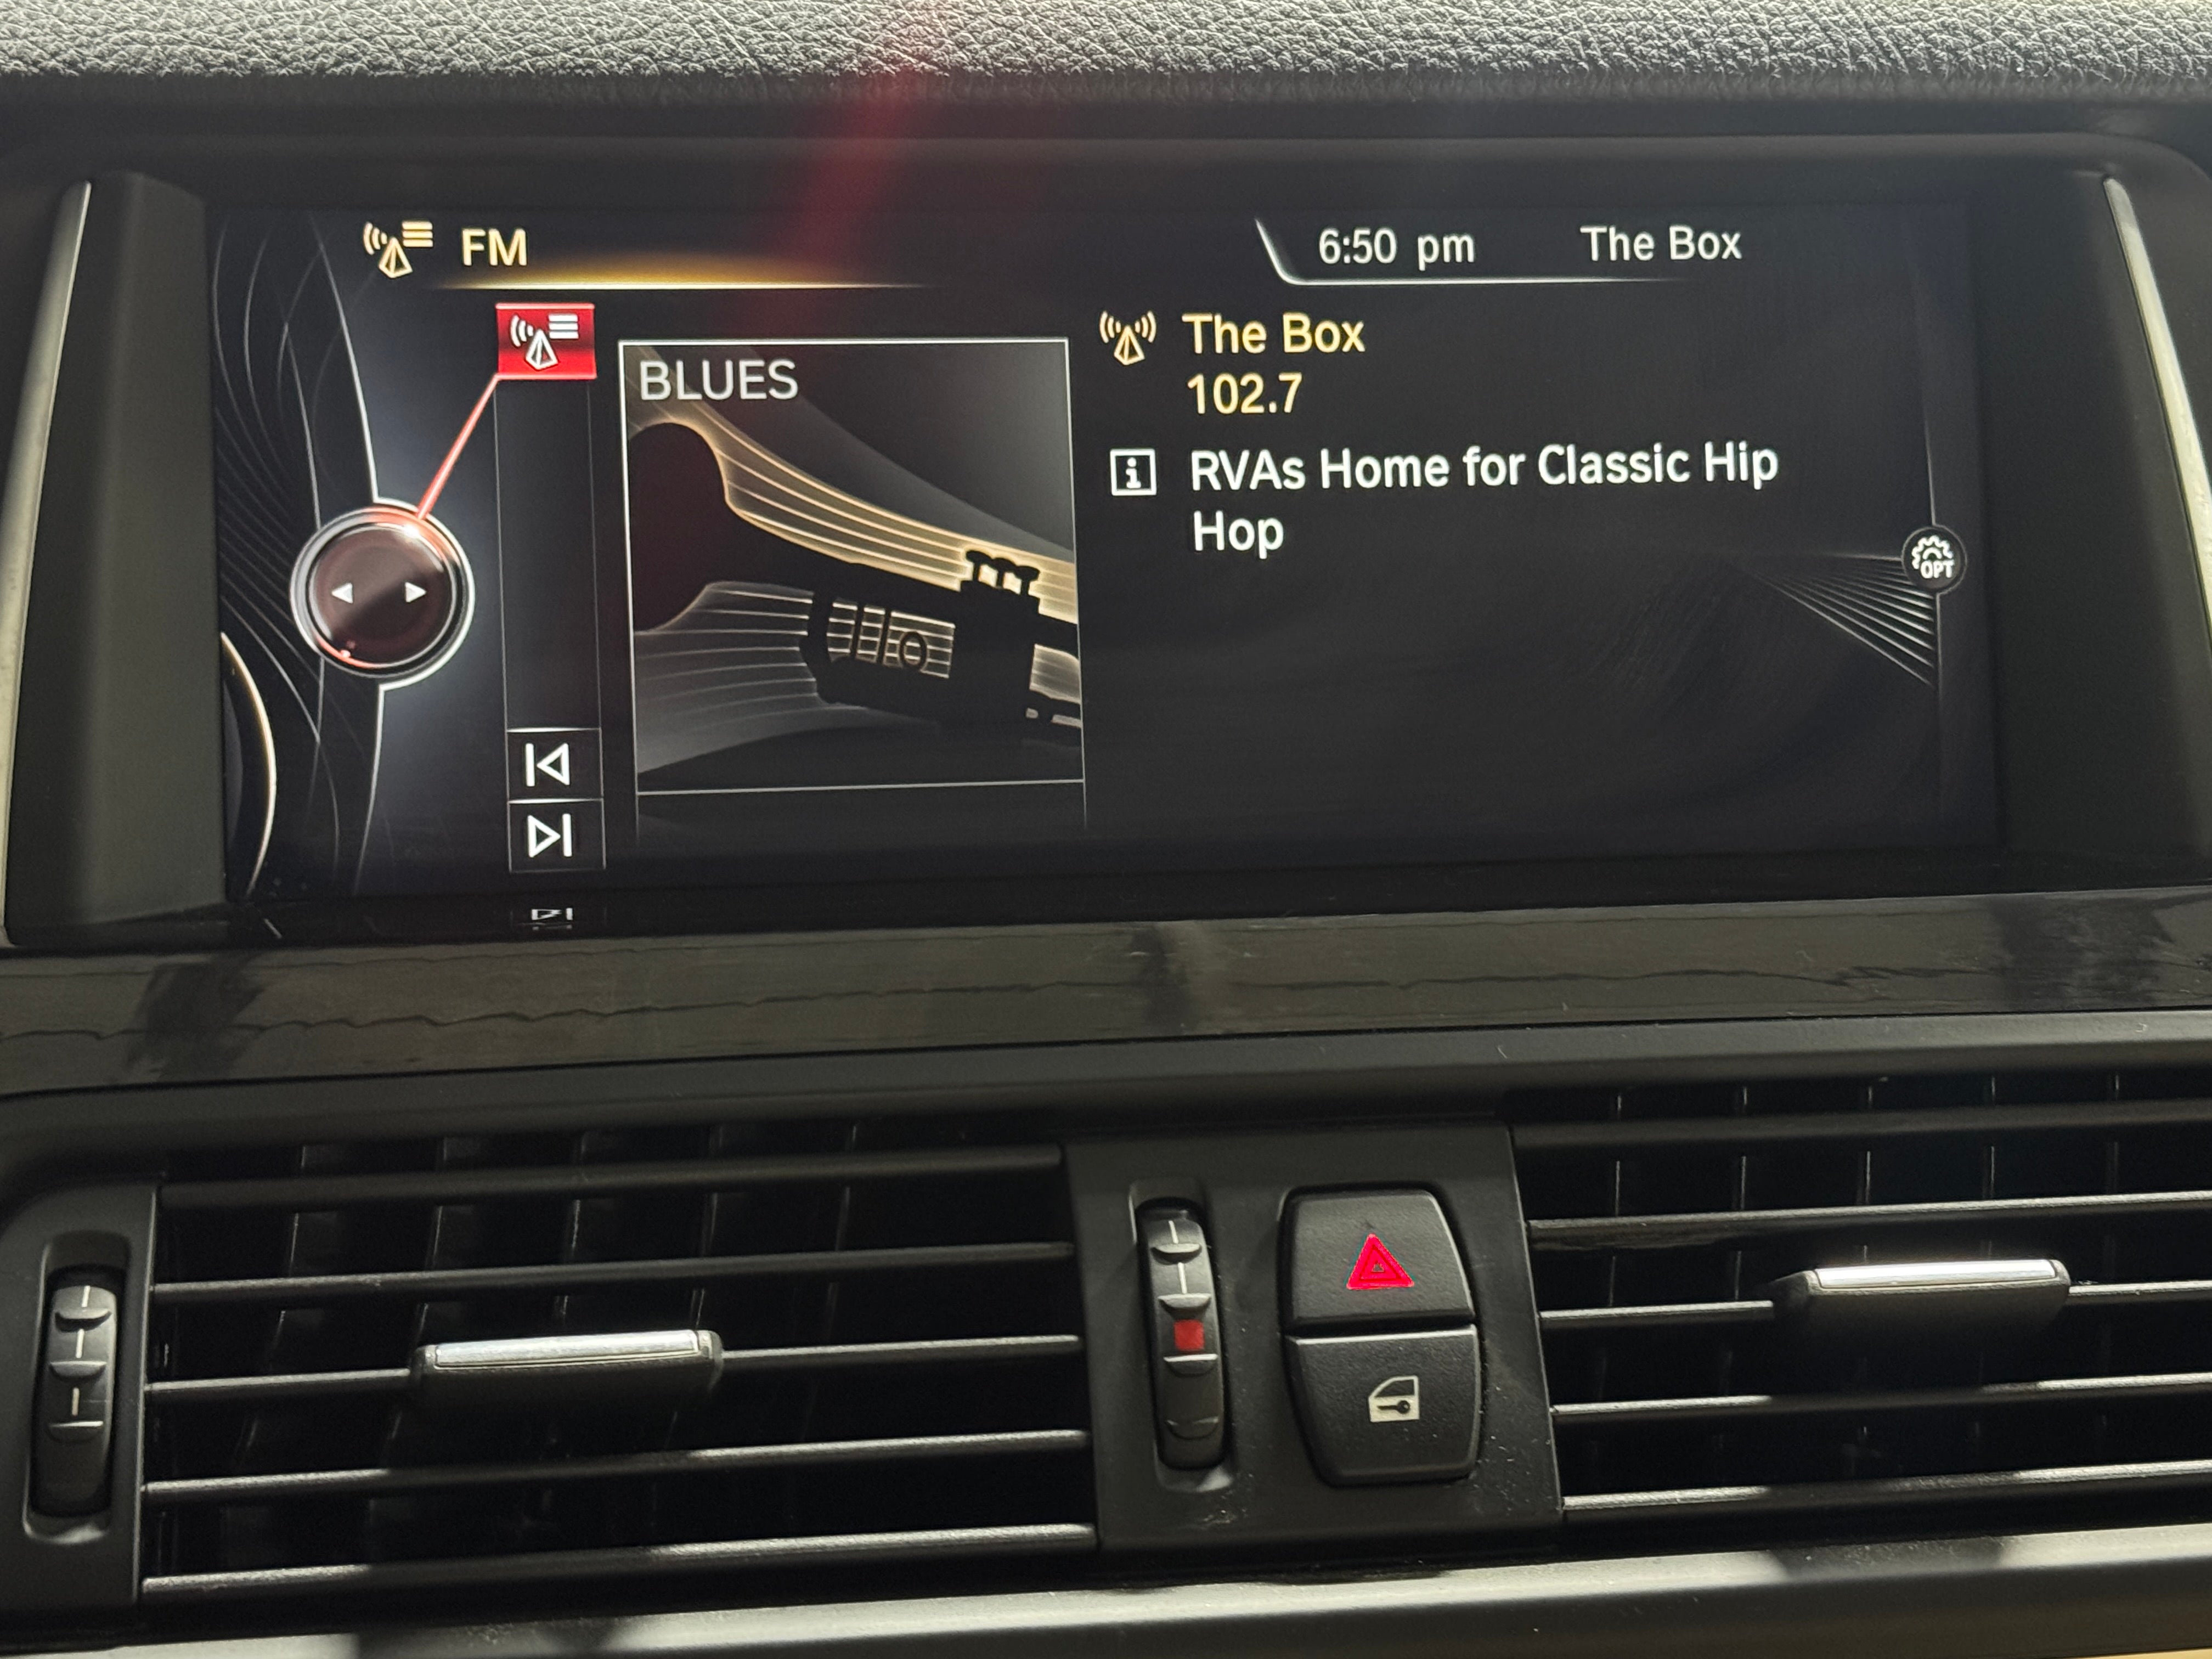 FM
6:50 pm
The Box
BLUES
The Box
102.7
RVAs Home for Classic Hip
Hop
OPT